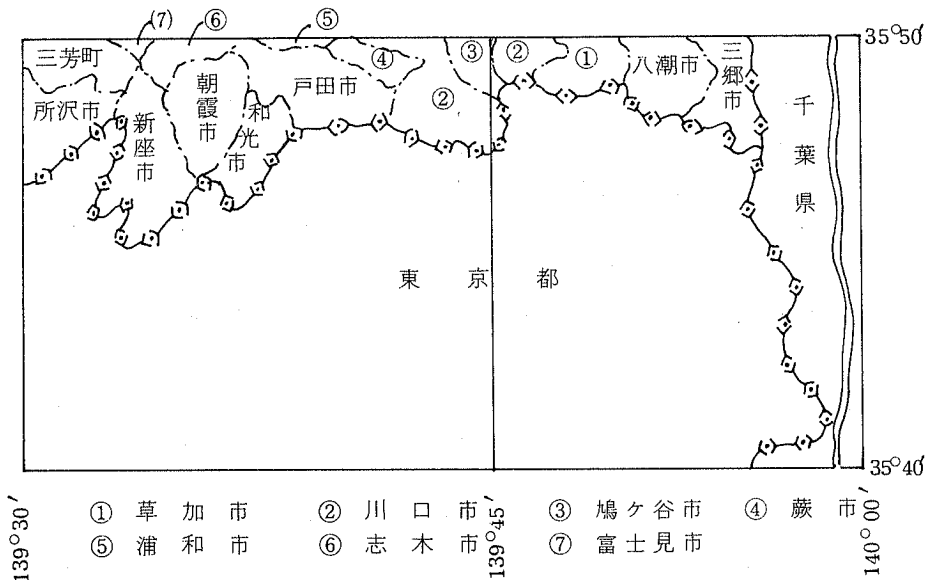 (7) ⑥ ⑤
35°50′
三芳町
④ ③ ② ①
三郷市
八潮市
所沢市
朝霞市
戸田市
②
新座市
和光市
千葉県
東京都
35°40′
139°30′
139°45′
140°00′
① 草加市 ② 川口市 ③ 鳩ケ谷市 ④ 蕨市
⑤ 浦和市 ⑥ 志木市 ⑦ 富士見市